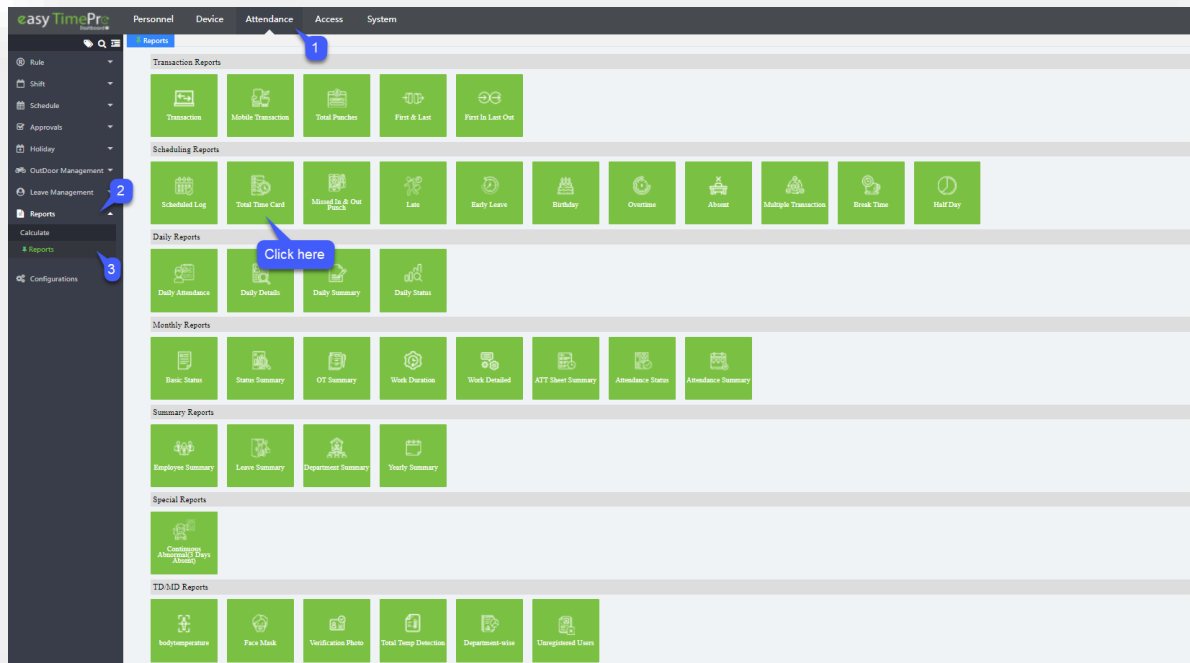 easy TimePro
Dashboard
Personnel Device Attendance Access System
Reports
1
Rule
Shift
Schedule
Approvals
Holiday
OutDoor Management
Leave Management
2
Reports
Calculate
Reports
3
Configurations
Transaction Reports
Transaction
Mobile Transaction
Total Punches
First & Last
First In Last Out
Scheduling Reports
Scheduled Log
Total Time Card
Missed In & Out
Punch
Late
Early Leave
Birthday
Overtime
Absent
Multiple Transaction
Break Time
Half Day
Click here
Daily Reports
Daily Attendance
Daily Details
Daily Summary
Daily Status
Monthly Reports
Basic Status
Status Summary
OT Summary
Work Duration
Work Detailed
ATT Sheet Summary
Attendance Status
Attendance Summary
Summary Reports
Employee Summary
Leave Summary
Department Summary
Yearly Summary
Special Reports
Continuous
Abnormal(3 Days
Absent)
TD/MD Reports
bodytemperature
Face Mask
Verification Photo
Total Temp Detection
Department-wise
Unregistered Users